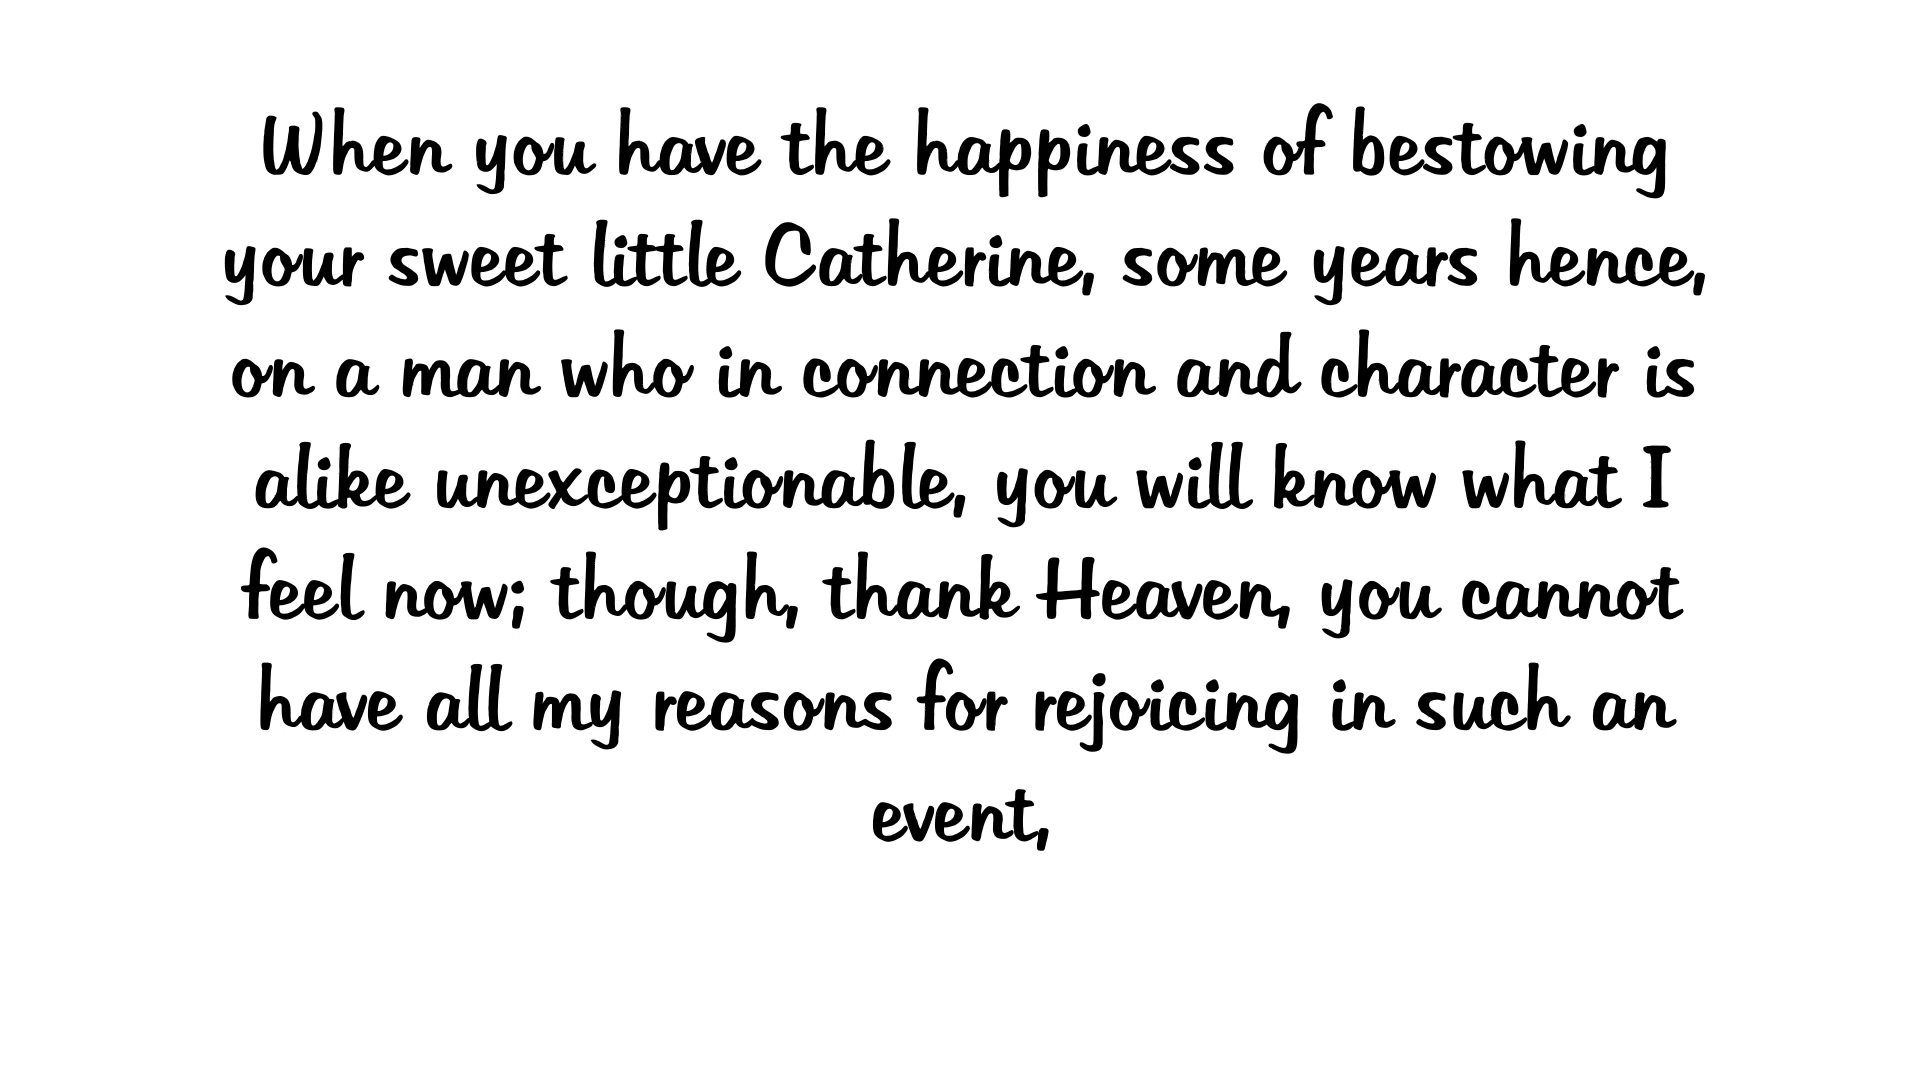 When you have the happiness of bestowing
your sweet little Catherine, some years hence,
on a man who in connection and character is
alike unexceptionable, you will know what I
feel now; though, thank Heaven, you cannot
have all my reasons for rejoicing in such an
event,